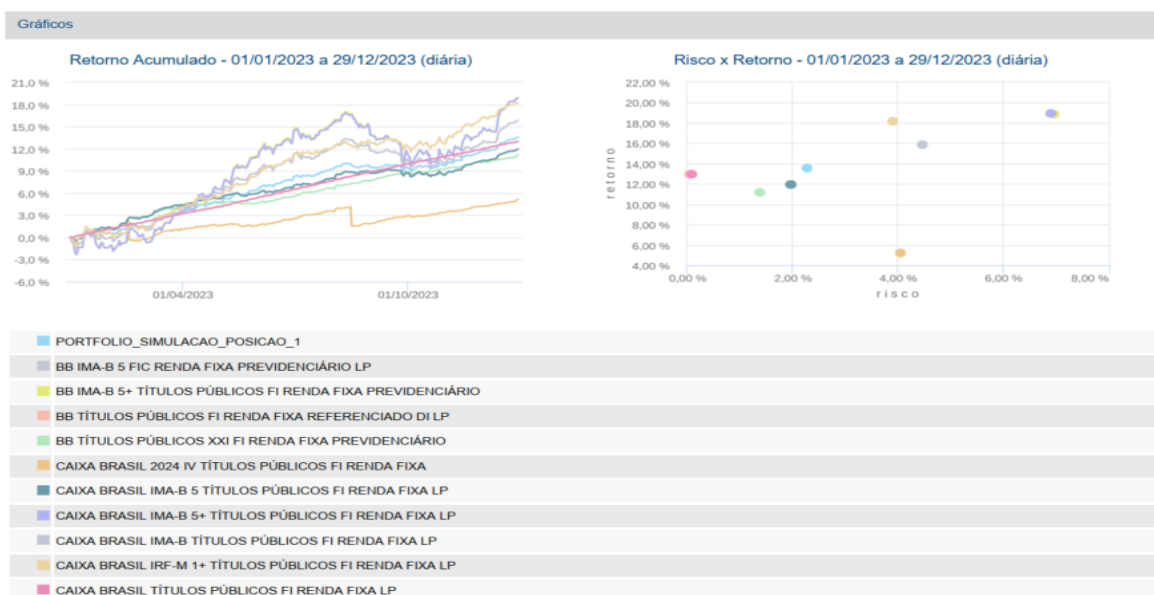 Gráficos
Retorno Acumulado - 01/01/2023 a 29/12/2023 (diária)
21,0 %
18,0 %
15,0 %
12,0 %
9,0 %
6,0 %
3,0 %
0,0 %
-3,0 %
-6,0 %
01/04/2023
01/10/2023
Risco x Retorno - 01/01/2023 a 29/12/2023 (diária)
retorno
22,00 %
20,00 %
18,00 %
16,00 %
14,00 %
12,00 %
10,00 %
8,00 %
6,00 %
4,00 %
0,00 %
2,00 %
4,00 %
6,00 %
8,00 %
risco
PORTFOLIO_SIMULACAO_POSICAO_1
BB IMA-B 5 FIC RENDA FIXA PREVIDENCIÁRIO LP
BB IMA-B 5+ TÍTULOS PÚBLICOS FI RENDA FIXA PREVIDENCIÁRIO
BB TÍTULOS PÚBLICOS FI RENDA FIXA REFERENCIADO DI LP
BB TÍTULOS PÚBLICOS XXI FI RENDA FIXA PREVIDENCIÁRIO
CAIXA BRASIL 2024 IV TÍTULOS PÚBLICOS FI RENDA FIXA
CAIXA BRASIL IMA-B 5 TÍTULOS PÚBLICOS FI RENDA FIXA LP
CAIXA BRASIL IMA-B 5+ TÍTULOS PÚBLICOS FI RENDA FIXA LP
CAIXA BRASIL IMA-B TÍTULOS PÚBLICOS FI RENDA FIXA LP
CAIXA BRASIL IRF-M 1+ TÍTULOS PÚBLICOS FI RENDA FIXA LP
CAIXA BRASIL TÍTULOS PÚBLICOS FI RENDA FIXA LP